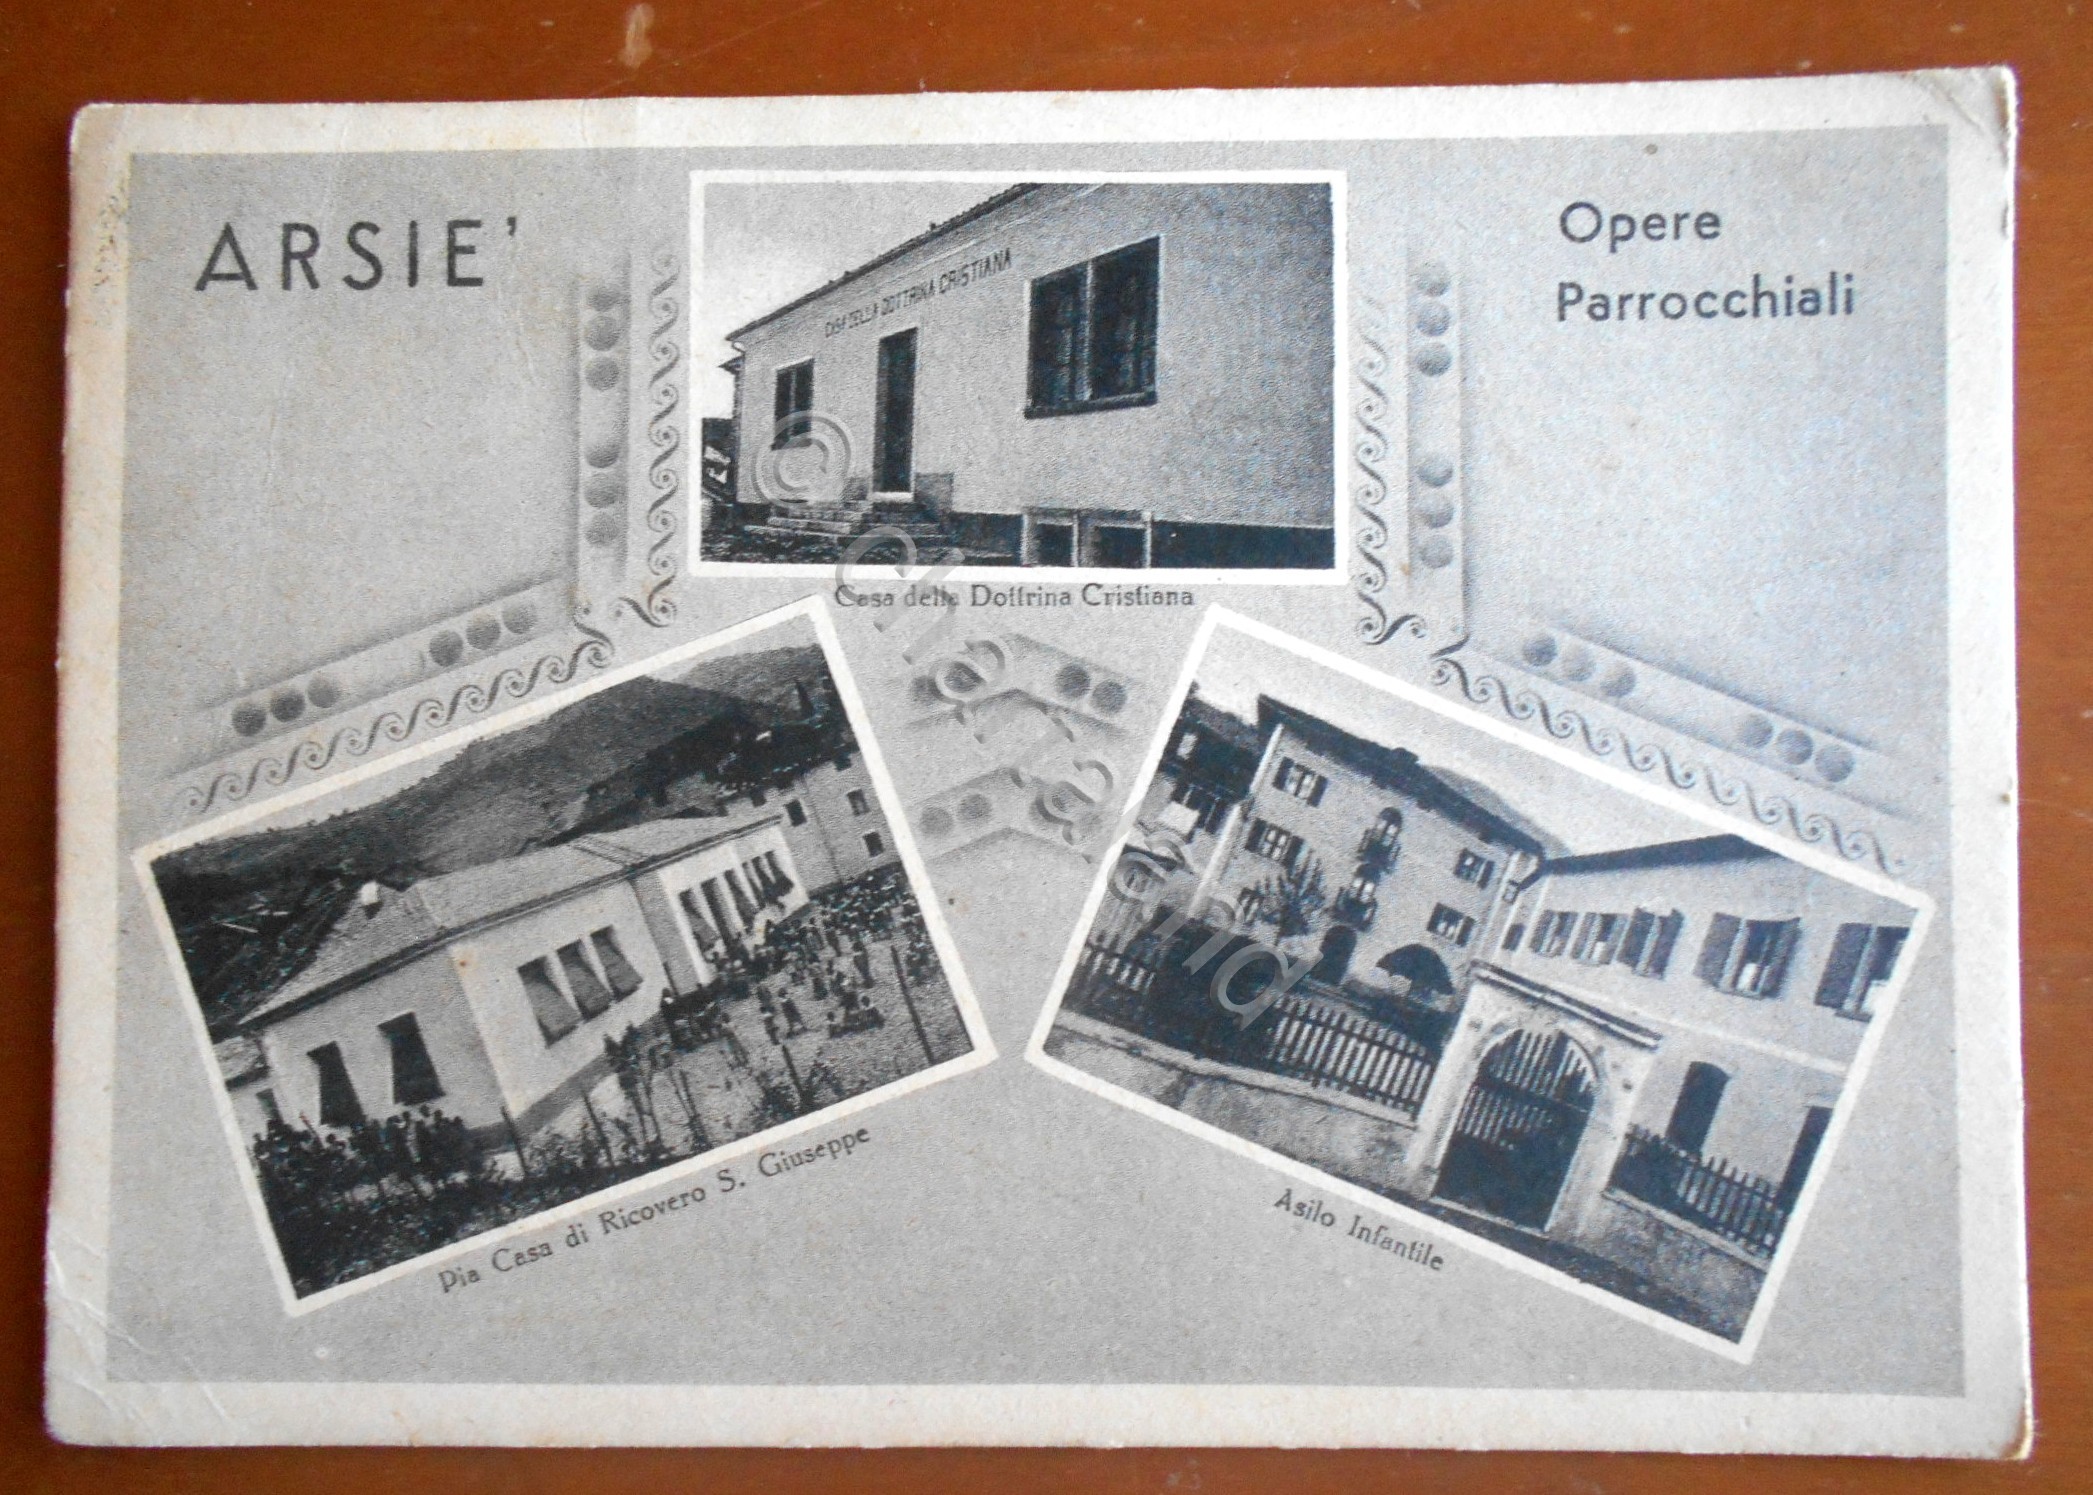 ARSIE'
Opere
Parrocchiali
CASA DELLA DOTTRINA CRISTIANA
Casa della Dottrina Cristiana
Pia Casa di Ricovero S. Giuseppe
Asilo Infantile